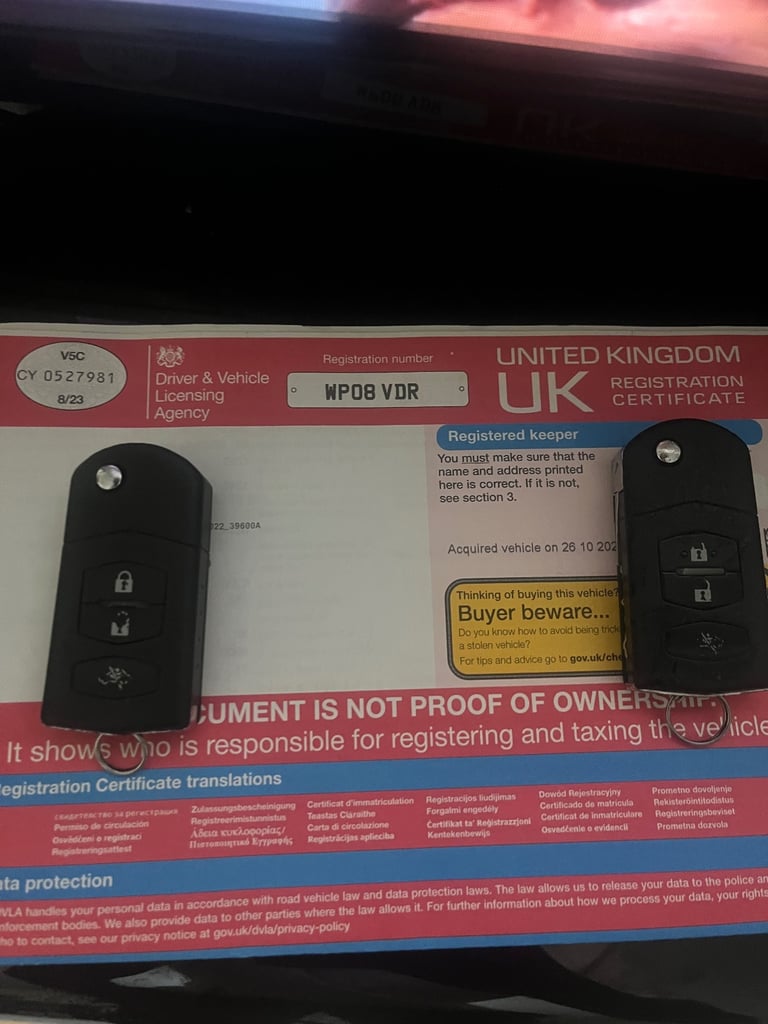 V5C
CY 0527981
8/23
Driver & Vehicle
Licensing
Agency
Registration number
WP08 VDR
UNITED KINGDOM
UK
REGISTRATION
CERTIFICATE
Registered keeper
You must make sure that the
name and address printed
here is correct. If it is not,
see section 3.
022_39600A
Acquired vehicle on 26 10 202
Thinking of buying this vehicle?
Buyer beware...
Do you know how to avoid being trick
a stolen vehicle?
For tips and advice go to gov.uk/che
CUMENT IS NOT PROOF OF OWNERSHIP.
It shows who is responsible for registering and taxing the vehicle
egistration Certificate translations
Permiso de circulación
Osvědčení o registraci
Registreringsattest
Zulassungsbescheinigung
Registreerimistunnistus
Άδεια κυκλοφορίας/
Πιστοποιητικό Εγγραφής
Certificat d'immatriculation
Teastas Cláraithe
Carta di circolazione
Reģistrācijas apliecība
Registracijos liudijimas
Forgalmi engedély
Ċertifikat ta' Reġistrazzjoni
Kentekenbewijs
Dowód Rejestracyjny
Certificado de matrícula
Certificat de înmatriculare
Osvedčenie o evidencii
Prometno dovoljenje
Rekisteröintitodistus
Registreringsbeviset
Prometna dozvola
ata protection
VLA handles your personal data in accordance with road vehicle law and data protection laws. The law allows us to release your data to the police an
nforcement bodies. We also provide data to other parties where the law allows it. For further information about how we process your data, your rights
ho to contact, see our privacy notice at gov.uk/dvla/privacy-policy